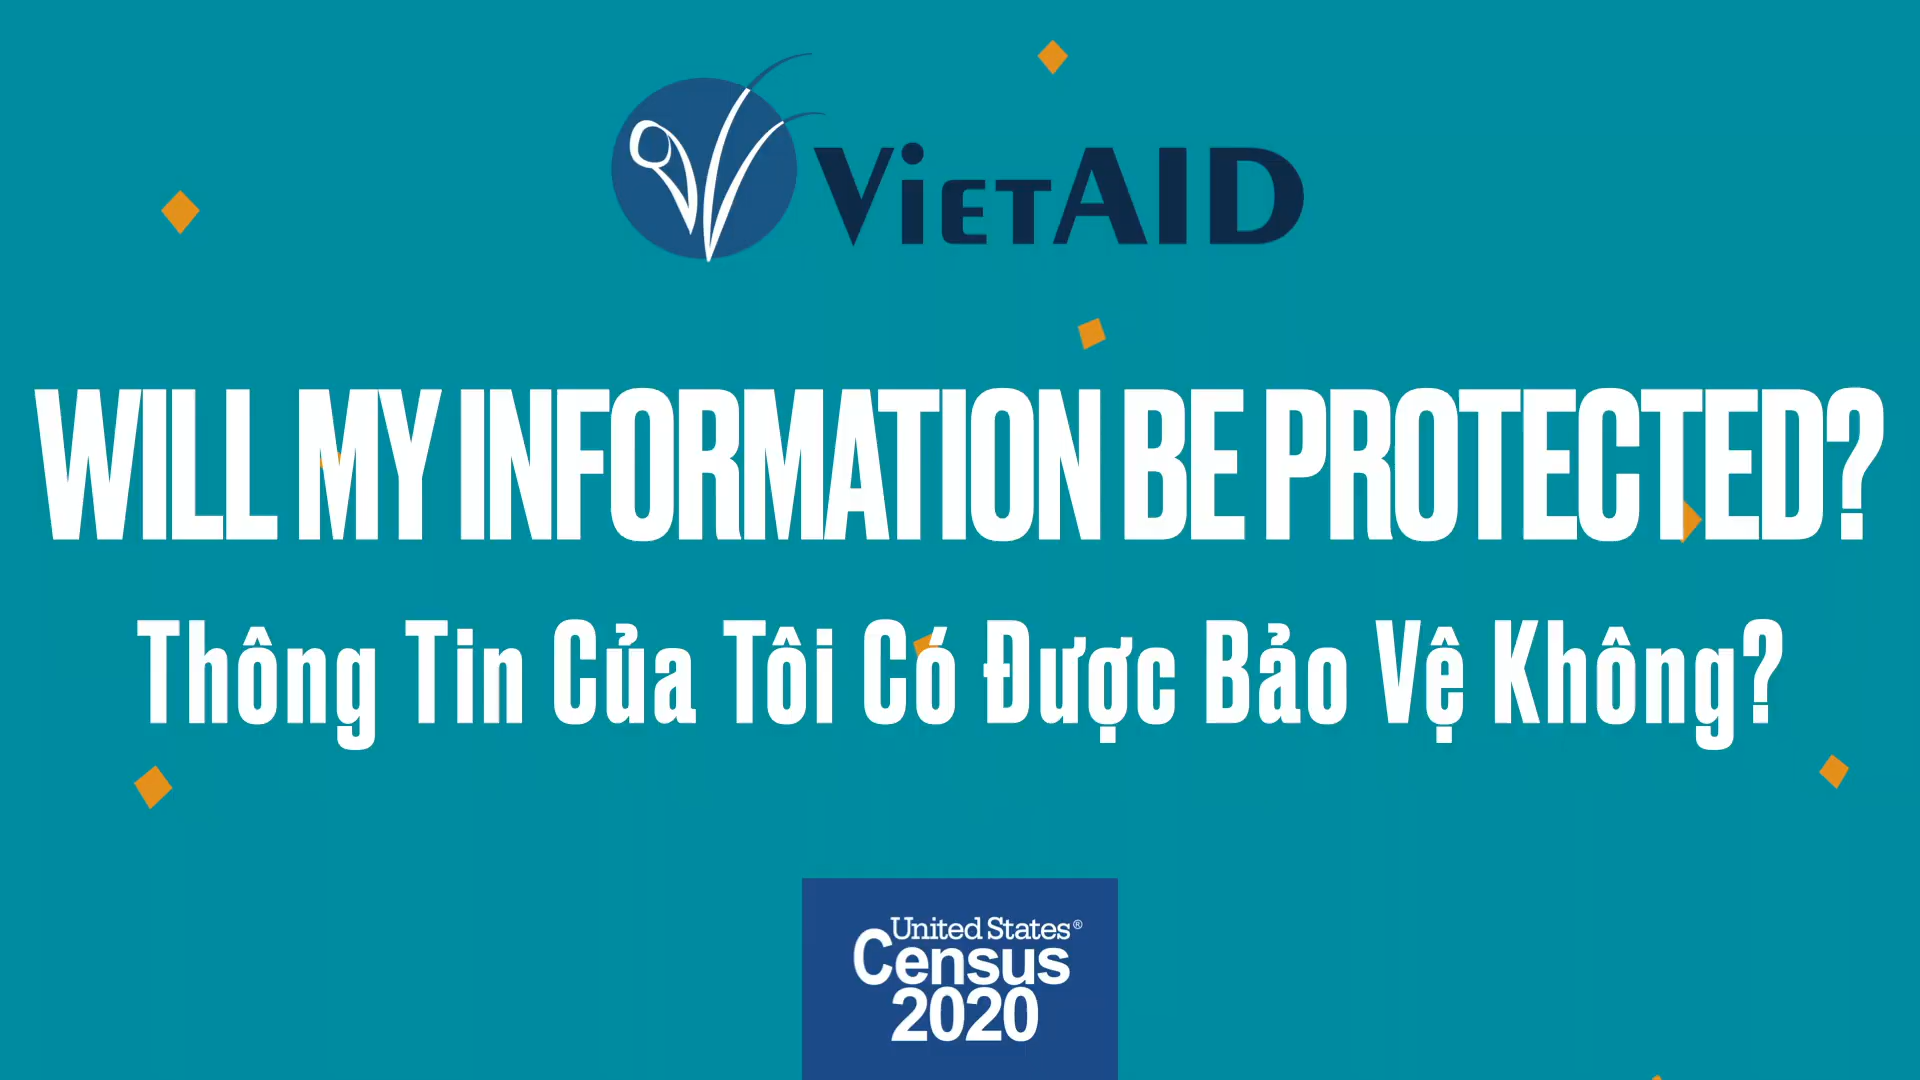 VIETAID
WILL MY INFORMATION BE PROTECTED?
Thông Tin Của Tôi Có Được Bảo Vệ Không?
United States®
Census
2020